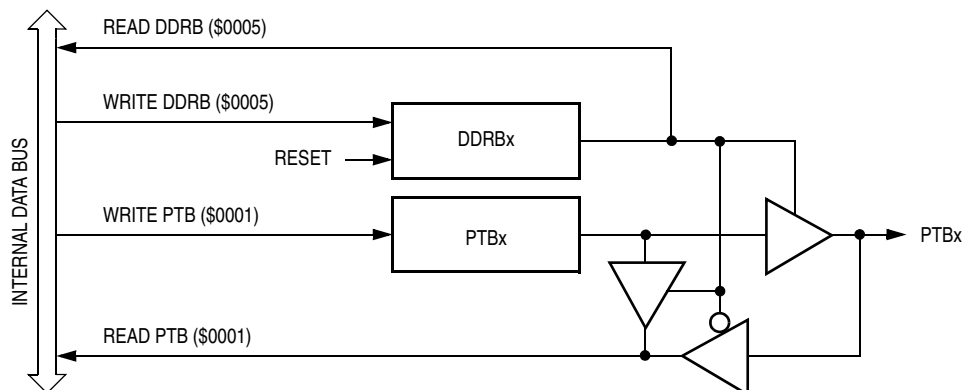 READ DDRB ($0005)
WRITE DDRB ($0005)
DDRBx
RESET
INTERNAL DATA BUS
WRITE PTB ($0001)
PTBx
PTBx
READ PTB ($0001)